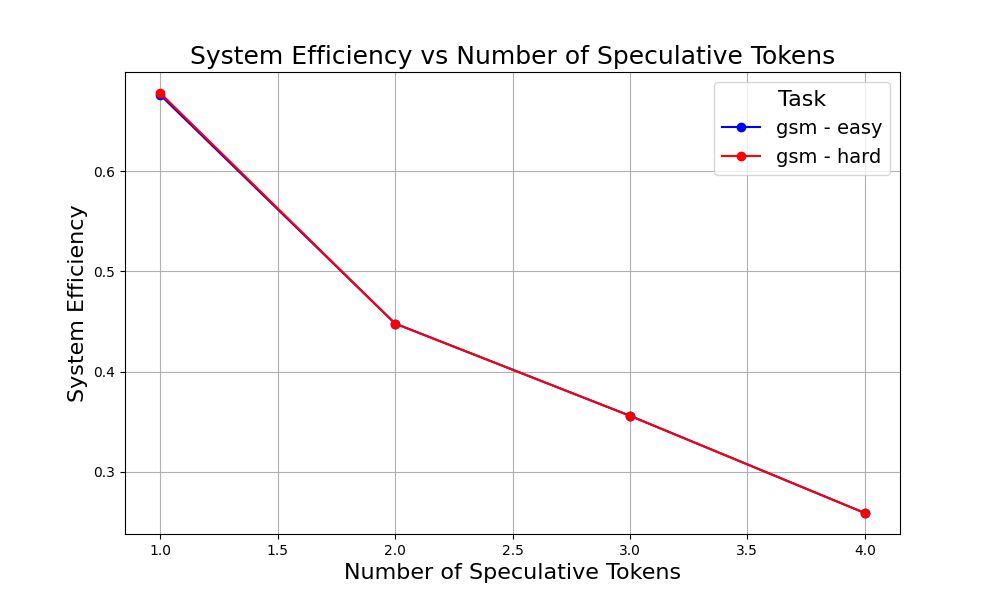 System Efficiency vs Number of Speculative Tokens
Task
gsm - easy
gsm - hard
System Efficiency
0.6
0.5
0.4
0.3
1.0 1.5 2.0 2.5 3.0 3.5 4.0
Number of Speculative Tokens